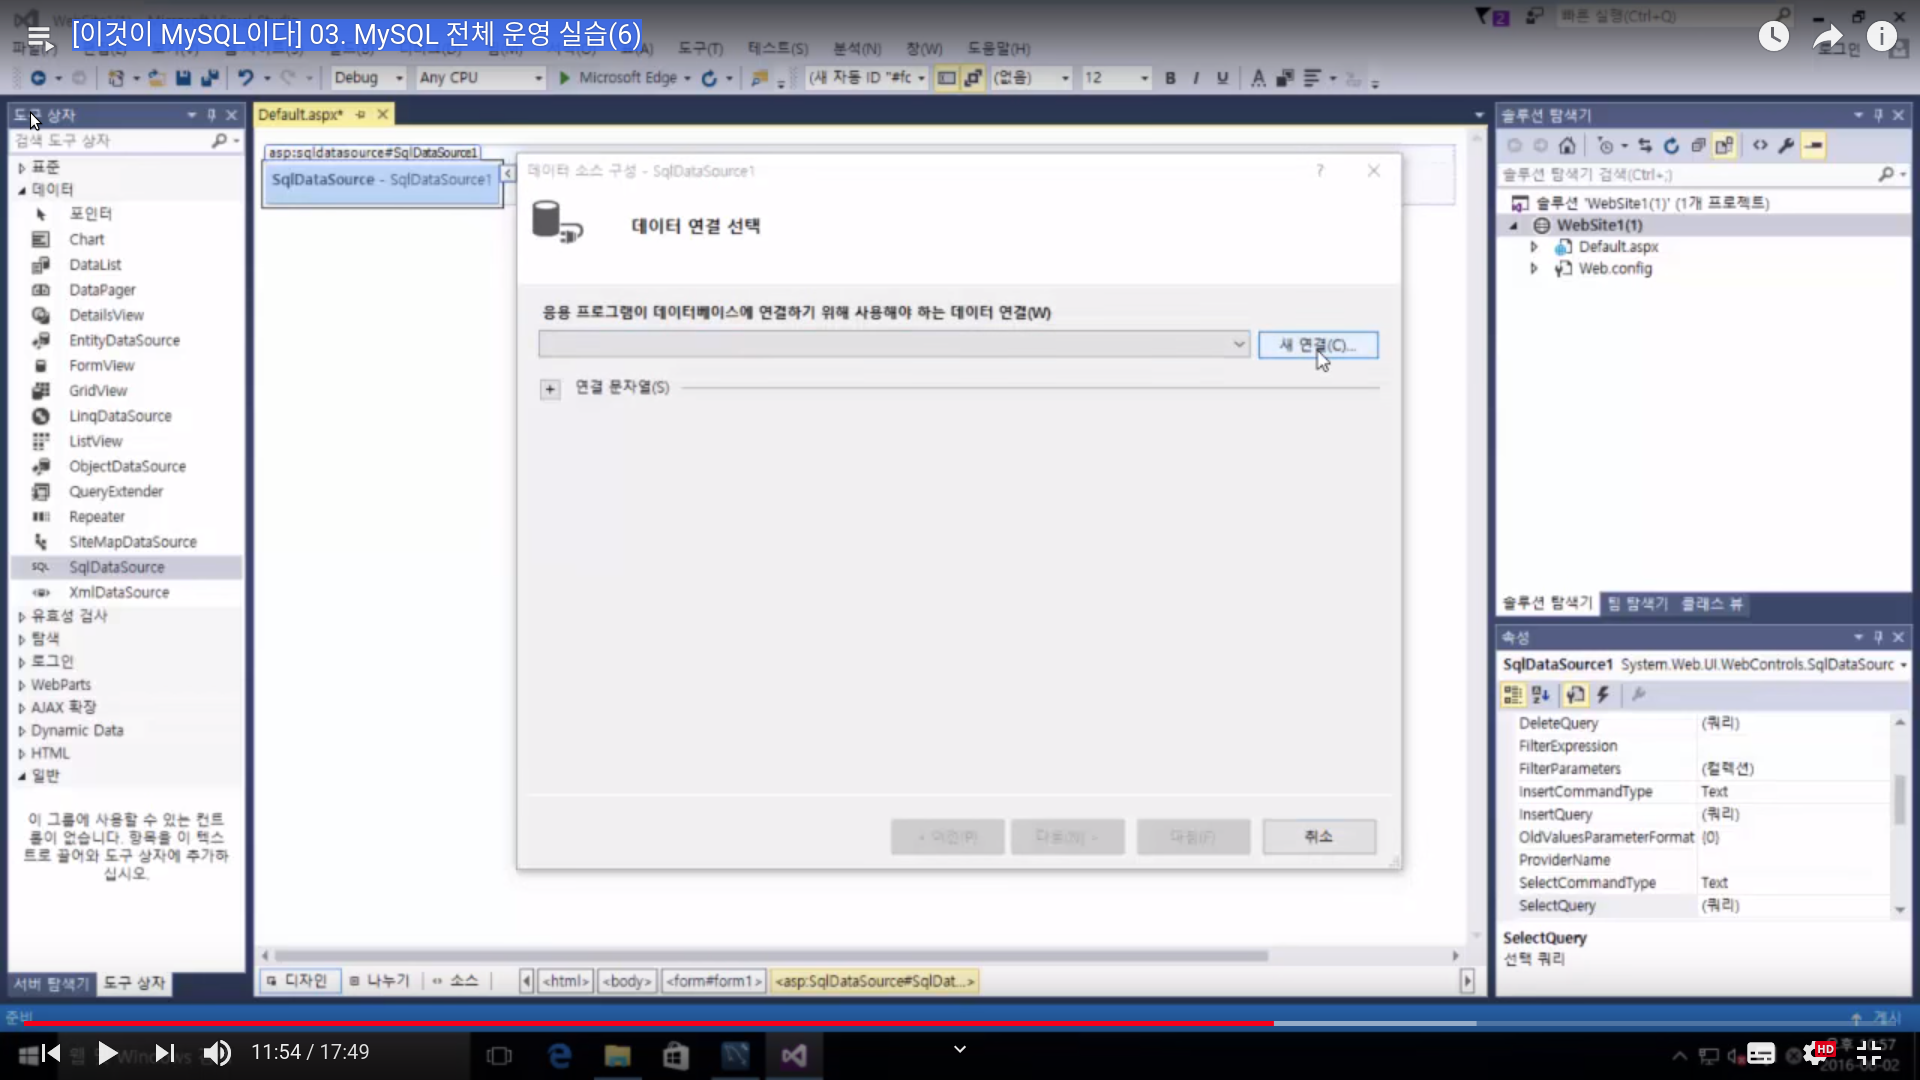 [이것이 MySQL이다] 03. MySQL 전체 운영 실습(6)
2
빠른 실행(Ctrl+Q)
도구(T) 테스트(S) 분석(N) 창(W) 도움말(H)
로그인
Debug Any CPU Microsoft Edge (새 자동 ID "#fc (없음) 12 B I U
도구 상자
검색 도구 상자
표준
데이터
포인터
Chart
DataList
DataPager
DetailsView
EntityDataSource
FormView
GridView
LinqDataSource
ListView
ObjectDataSource
QueryExtender
Repeater
SiteMapDataSource
SQL SqlDataSource
XmlDataSource
유효성 검사
탐색
로그인
WebParts
AJAX 확장
Dynamic Data
HTML
일반
이 그룹에 사용할 수 있는 컨트
롤이 없습니다. 항목을 이 텍스
트로 끌어와 도구 상자에 추가하
십시오.
서버 탐색기 도구 상자
Default.aspx*
asp:sqldatasource#SqlDataSource1
SqlDataSource - SqlDataSource1
데이터 소스 구성 - SqlDataSource1
데이터 연결 선택
응용 프로그램이 데이터베이스에 연결하기 위해 사용해야 하는 데이터 연결(W)
새 연결(C)...
연결 문자열(S)
< 이전(P) 다음(N) > 마침(F) 취소
디자인 나누기 소스 <html> <body> <form#form1> <asp:SqlDataSource#SqlDat...>
솔루션 탐색기
솔루션 탐색기 검색(Ctrl+;)
솔루션 'WebSite1(1)' (1개 프로젝트)
WebSite1(1)
Default.aspx
Web.config
솔루션 탐색기 팀 탐색기 클래스 뷰
속성
SqlDataSource1 System.Web.UI.WebControls.SqlDataSourc
DeleteQuery (쿼리)
FilterExpression
FilterParameters (컬렉션)
InsertCommandType Text
InsertQuery (쿼리)
OldValuesParameterFormat {0}
ProviderName
SelectCommandType Text
SelectQuery (쿼리)
SelectQuery
선택 쿼리
준비
게시
11:54 / 17:49
HD